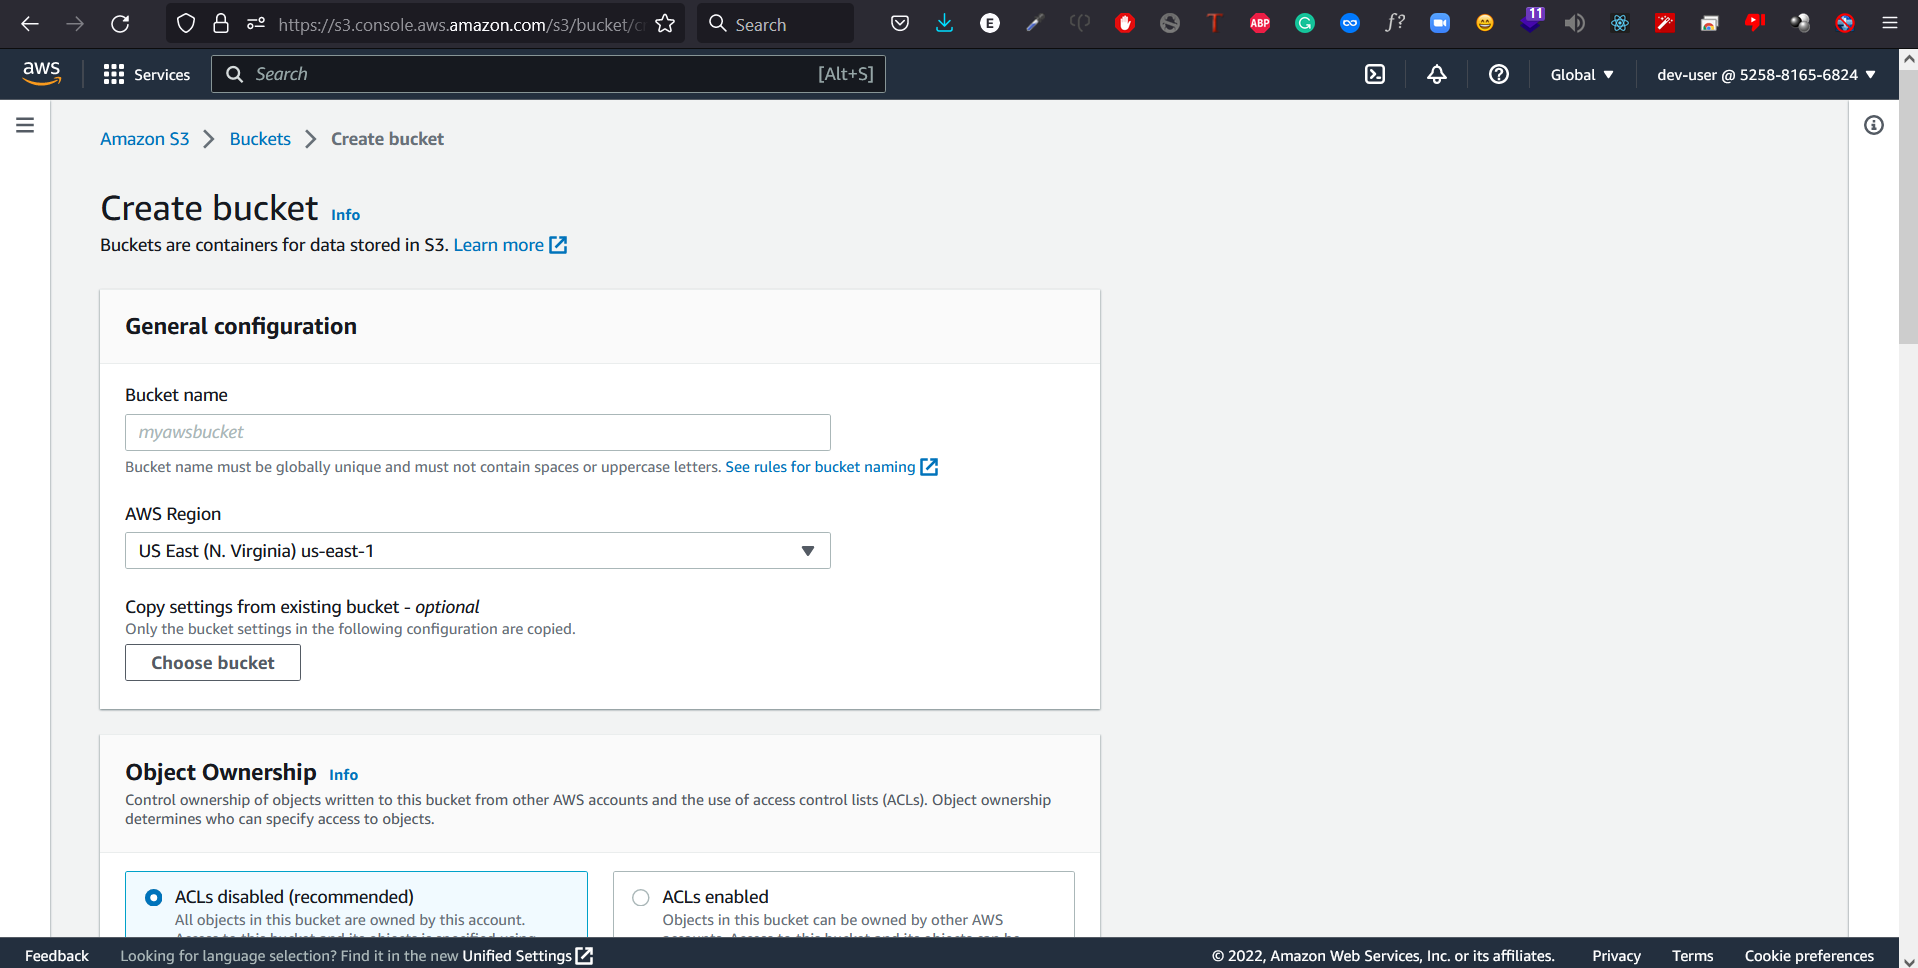 https://s3.console.aws.amazon.com/s3/bucket/c
Search
E
T
ABP
f?
11
aws
Services
Search
[Alt+S]
Global
dev-user @ 5258-8165-6824
Amazon S3 > Buckets > Create bucket
Create bucket Info
Buckets are containers for data stored in S3. Learn more
General configuration
Bucket name
myawsbucket
Bucket name must be globally unique and must not contain spaces or uppercase letters. See rules for bucket naming
AWS Region
US East (N. Virginia) us-east-1
Copy settings from existing bucket - optional
Only the bucket settings in the following configuration are copied.
Choose bucket
Object Ownership Info
Control ownership of objects written to this bucket from other AWS accounts and the use of access control lists (ACLs). Object ownership
determines who can specify access to objects.
ACLs disabled (recommended)
All objects in this bucket are owned by this account.
ACLs enabled
Objects in this bucket can be owned by other AWS
Feedback
Looking for language selection? Find it in the new Unified Settings
© 2022, Amazon Web Services, Inc. or its affiliates.
Privacy
Terms
Cookie preferences